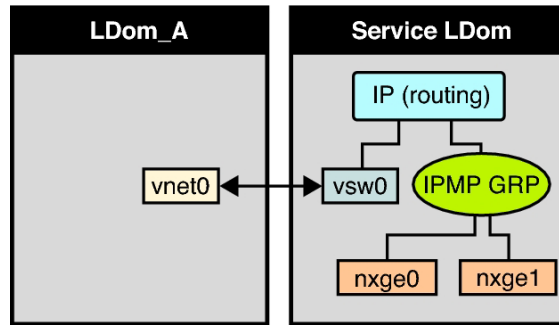 LDom_A
Service LDom
IP (routing)
vnet0
vsw0
IPMP GRP
nxge0
nxge1